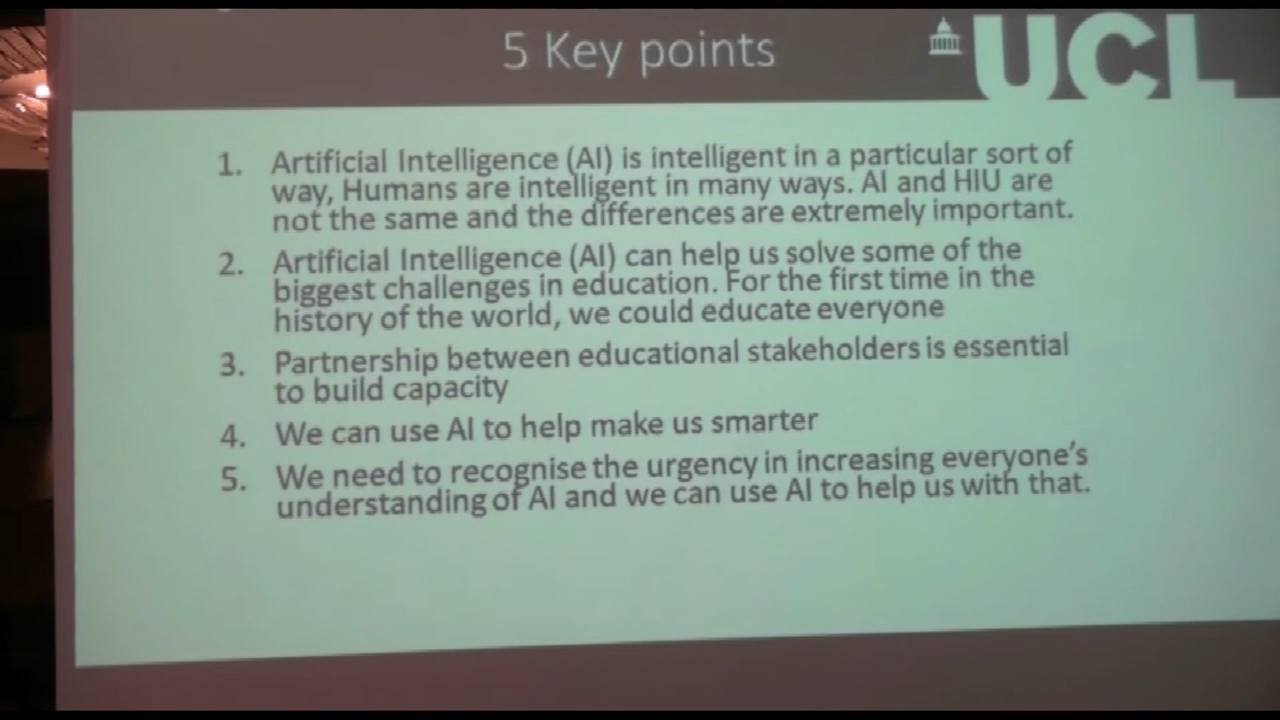 5 Key points
UCL
1. Artificial Intelligence (AI) is intelligent in a particular sort of
way, Humans are intelligent in many ways. AI and HIU are
not the same and the differences are extremely important.
2. Artificial Intelligence (AI) can help us solve some of the
biggest challenges in education. For the first time in the
history of the world, we could educate everyone
3. Partnership between educational stakeholders is essential
to build capacity
4. We can use AI to help make us smarter
5. We need to recognise the urgency in increasing everyone's
understanding of AI and we can use AI to help us with that.